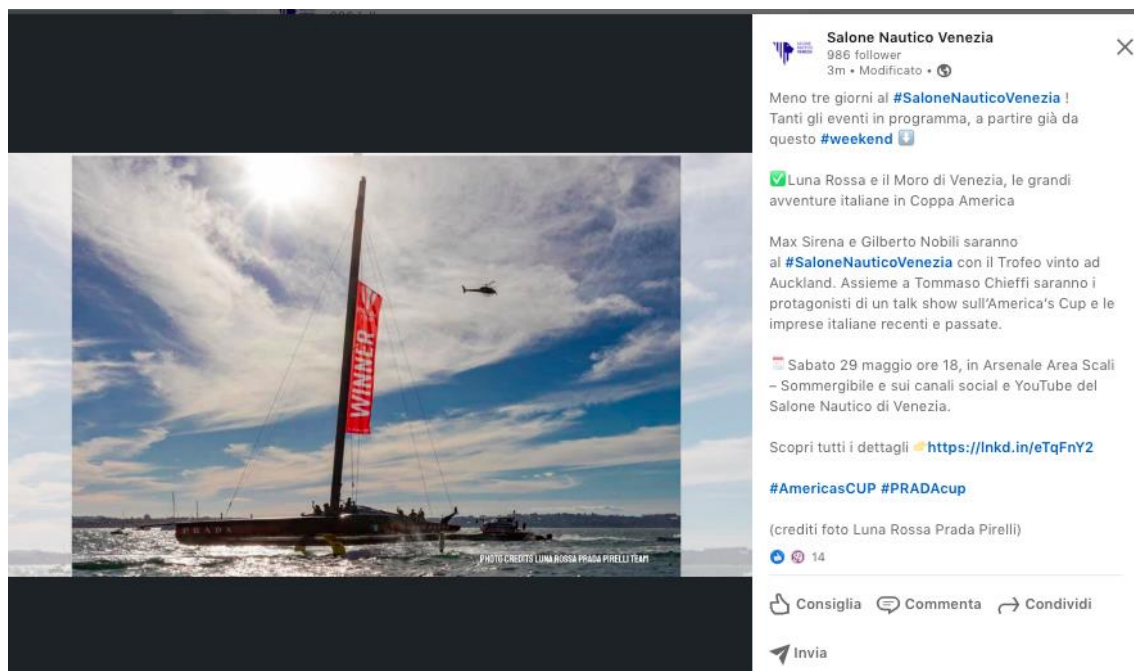 WINNER
PRADA
PHOTO CREDITS LUNA ROSSA PRADA PIRELLI TEAM
SALONE
NAUTICO
VENEZIA
Salone Nautico Venezia
986 follower
3m • Modificato •
Meno tre giorni al #SaloneNauticoVenezia !
Tanti gli eventi in programma, a partire già da
questo #weekend
Luna Rossa e il Moro di Venezia, le grandi
avventure italiane in Coppa America
Max Sirena e Gilberto Nobili saranno
al #SaloneNauticoVenezia con il Trofeo vinto ad
Auckland. Assieme a Tommaso Chieffi saranno i
protagonisti di un talk show sull'America's Cup e le
imprese italiane recenti e passate.
Sabato 29 maggio ore 18, in Arsenale Area Scali
– Sommergibile e sui canali social e YouTube del
Salone Nautico di Venezia.
Scopri tutti i dettagli https://lnkd.in/eTqFnY2
#AmericasCUP #PRADAcup
(crediti foto Luna Rossa Prada Pirelli)
14
Consiglia Commenta Condividi
Invia